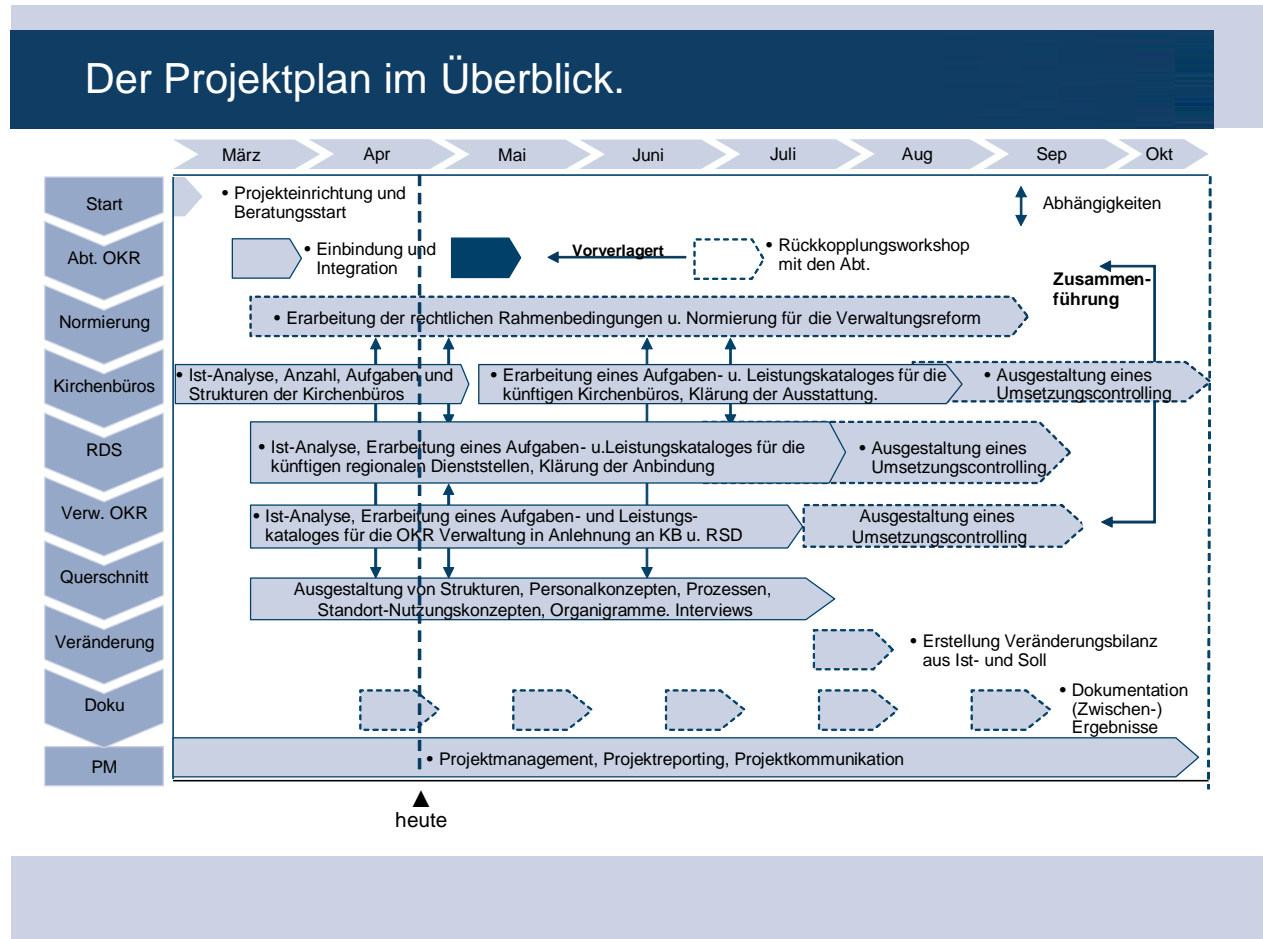 Der Projektplan im Überblick.
März
Apr
Mai
Juni
Juli
Aug
Sep
Okt
Start
• Projekteinrichtung und
Beratungsstart
Abhängigkeiten
Abt. OKR
• Einbindung und
Integration
Vorverlagert
• Rückkopplungsworkshop
mit den Abt.
Zusammen-
führung
Normierung
• Erarbeitung der rechtlichen Rahmenbedingungen u. Normierung für die Verwaltungsreform
Kirchenbüros
• Ist-Analyse, Anzahl, Aufgaben und
Strukturen der Kirchenbüros
• Erarbeitung eines Aufgaben- u. Leistungskataloges für die
künftigen Kirchenbüros, Klärung der Ausstattung.
• Ausgestaltung eines
Umsetzungscontrolling
RDS
• Ist-Analyse, Erarbeitung eines Aufgaben- u.Leistungskataloges für die
künftigen regionalen Dienststellen, Klärung der Anbindung
• Ausgestaltung eines
Umsetzungscontrolling
Verw. OKR
• Ist-Analyse, Erarbeitung eines Aufgaben- und Leistungs-
kataloges für die OKR Verwaltung in Anlehnung an KB u. RSD
Ausgestaltung eines
Umsetzungscontrolling
Querschnitt
Ausgestaltung von Strukturen, Personalkonzepten, Prozessen,
Standort-Nutzungskonzepten, Organigramme. Interviews
Veränderung
• Erstellung Veränderungsbilanz
aus Ist- und Soll
Doku
• Dokumentation
(Zwischen-)
Ergebnisse
PM
• Projektmanagement, Projektreporting, Projektkommunikation
heute